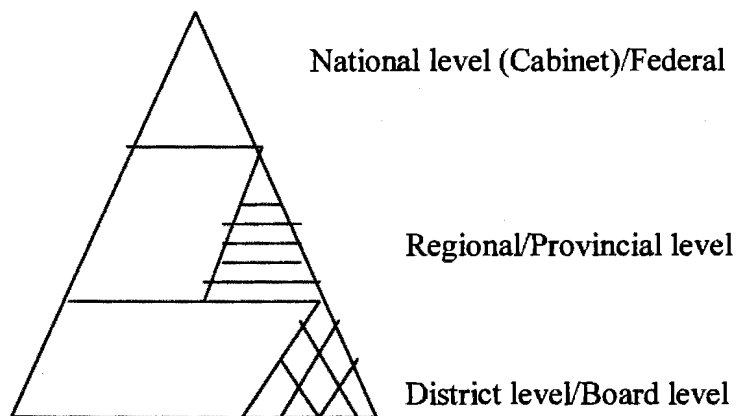 National level (Cabinet)/Federal
Regional/Provincial level
District level/Board level